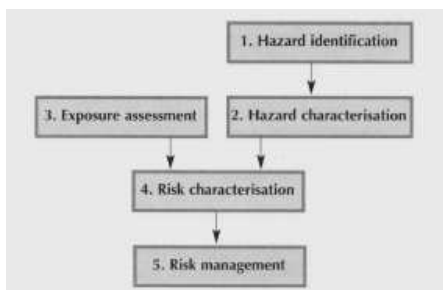 1. Hazard identification
3. Exposure assessment
2. Hazard characterisation
4. Risk characterisation
5. Risk management